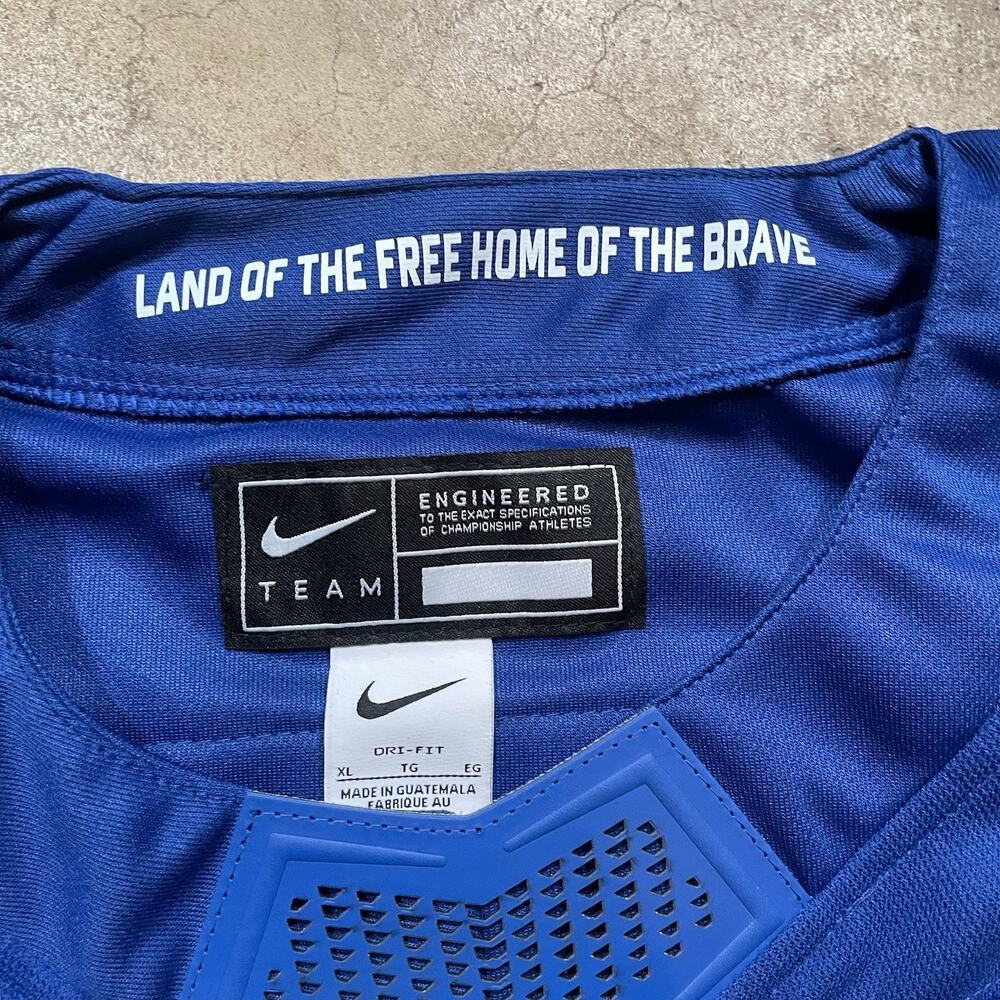 LAND OF THE FREE HOME OF THE BRAVE
TEAM
ENGINEERED
TO THE EXACT SPECIFICATIONS
OF CHAMPIONSHIP ATHLETES
DRI-FIT
XL TG EG
MADE IN GUATEMALA
FABRIQUE AU